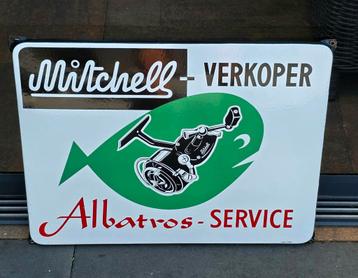 Mitchell - VERKOPER
Albatros - SERVICE